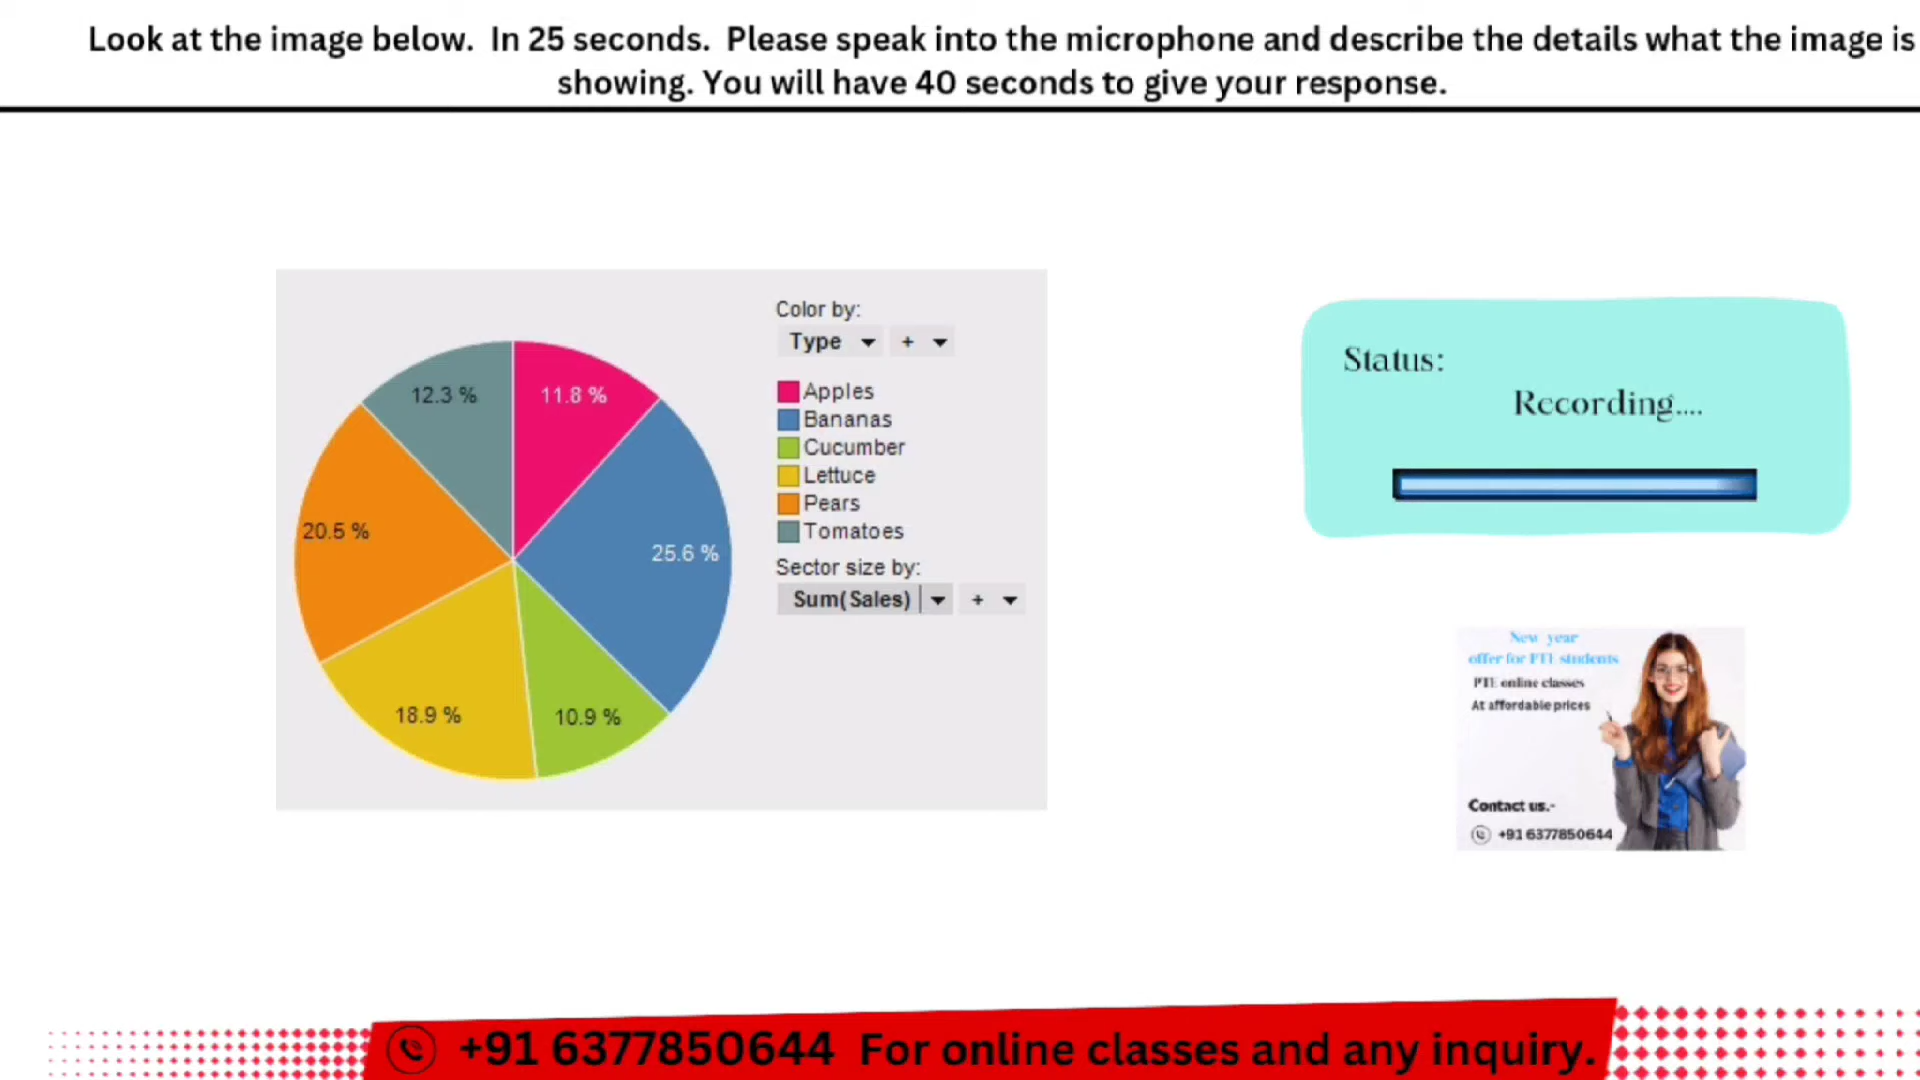 Look at the image below. In 25 seconds. Please speak into the microphone and describe the details what the image is
showing. You will have 40 seconds to give your response.
12.3 %
11.8 %
20.5 %
25.6 %
18.9 %
10.9 %
Color by:
Type +
Apples
Bananas
Cucumber
Lettuce
Pears
Tomatoes
Sector size by:
Sum(Sales) +
Status:
Recording....
New year
offer for PTE students
PTE online classes
At affordable prices
Contact us.-
+91 6377850644
+91 6377850644 For online classes and any inquiry.